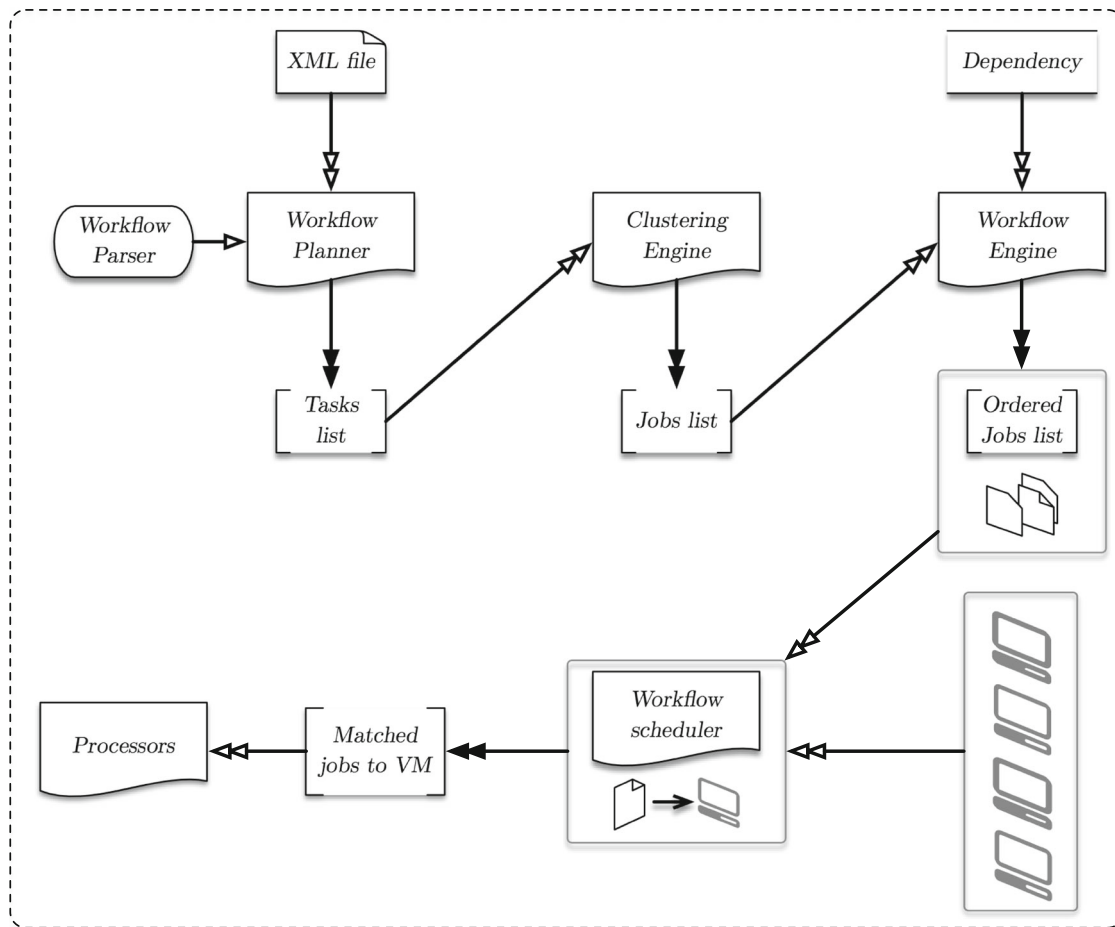 XML file
Dependency
Workflow
Parser
Workflow
Planner
Clustering
Engine
Workflow
Engine
Tasks
list
Jobs list
Ordered
Jobs list
Workflow
scheduler
Matched
jobs to VM
Processors